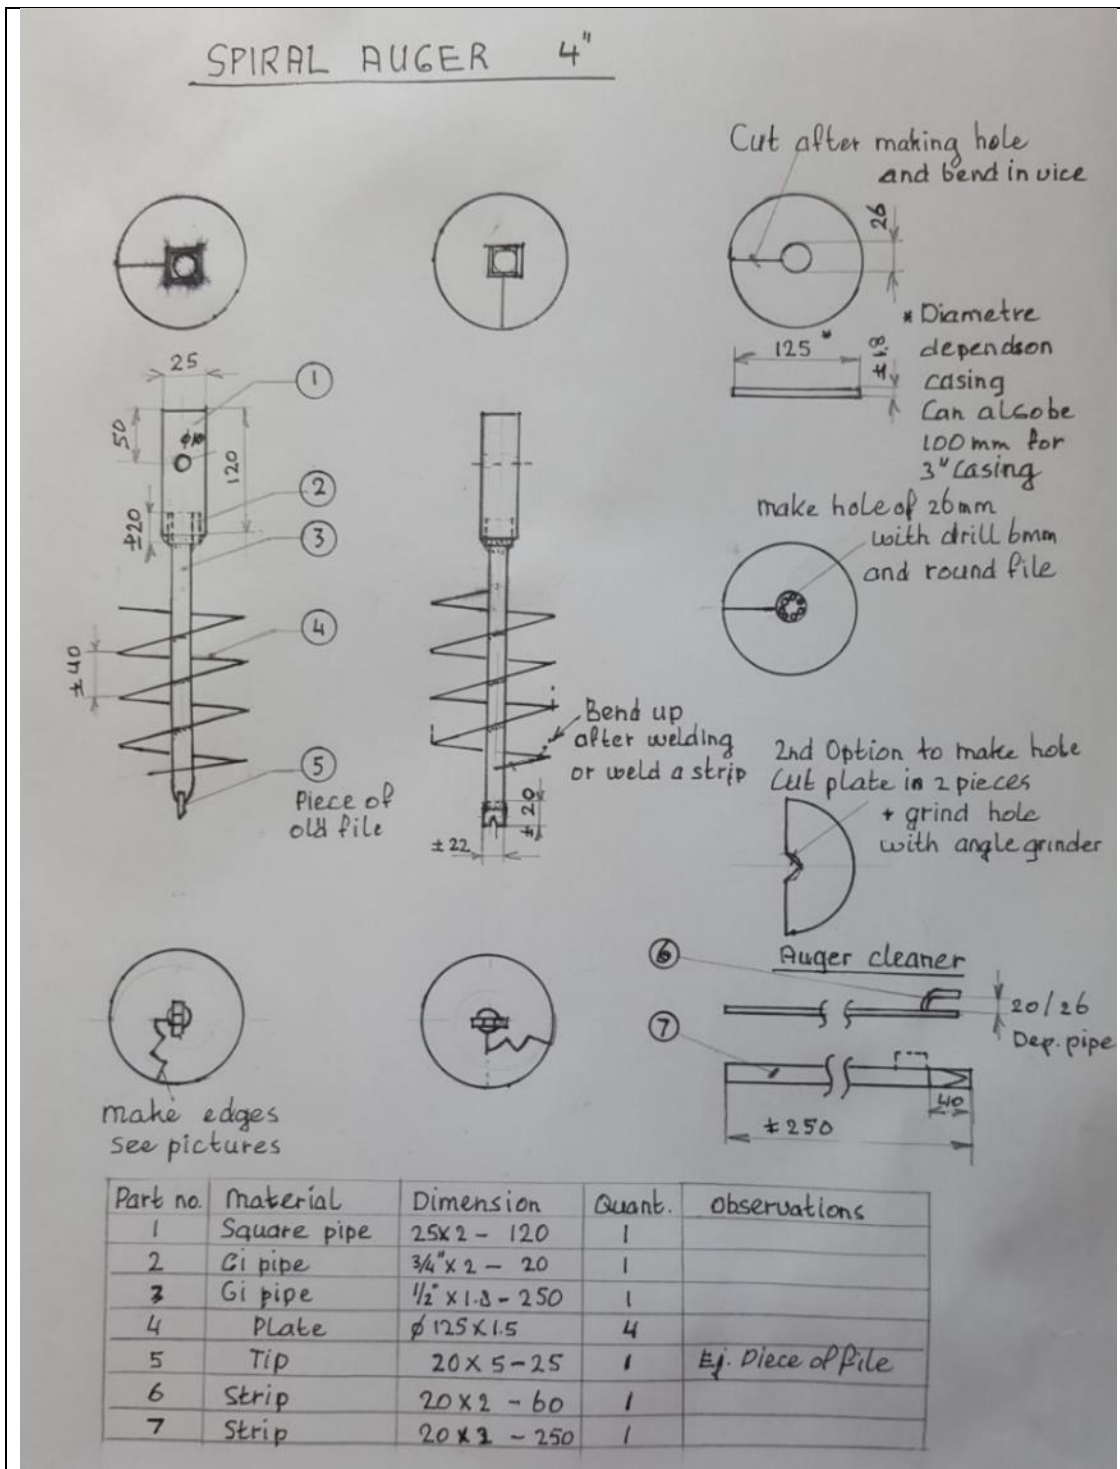 SPIRAL AUGER 4"
Cut after making hole
and bend in vice
26
125 *
± 1.8
* Diametre
dependson
casing
Can alsobe
100 mm for
3" Casing
25
1
50
ø10
120
2
±20
3
4
±40
5
Piece of
old file
Bend up
after welding
or weld a strip
± 20
±22
make hole of 26mm
with drill 6mm
and round file
2nd Option to make hole
Cut plate in 2 pieces
+ grind hole
with angle grinder
make edges
See pictures
Auger cleaner
6
20/26
Dep. pipe
7
40
±250
Part no. Material Dimension Quant. Observations
1 Square pipe 25x2 - 120 1
2 Gi pipe 3/4" x 2 - 20 1
3 Gi pipe 1/2" x 1.8 - 250 1
4 Plate ø 125 x 1.5 4
5 Tip 20 x 5 - 25 1 Ej. Piece of file
6 Strip 20 x 2 - 60 1
7 Strip 20 x - 250 1